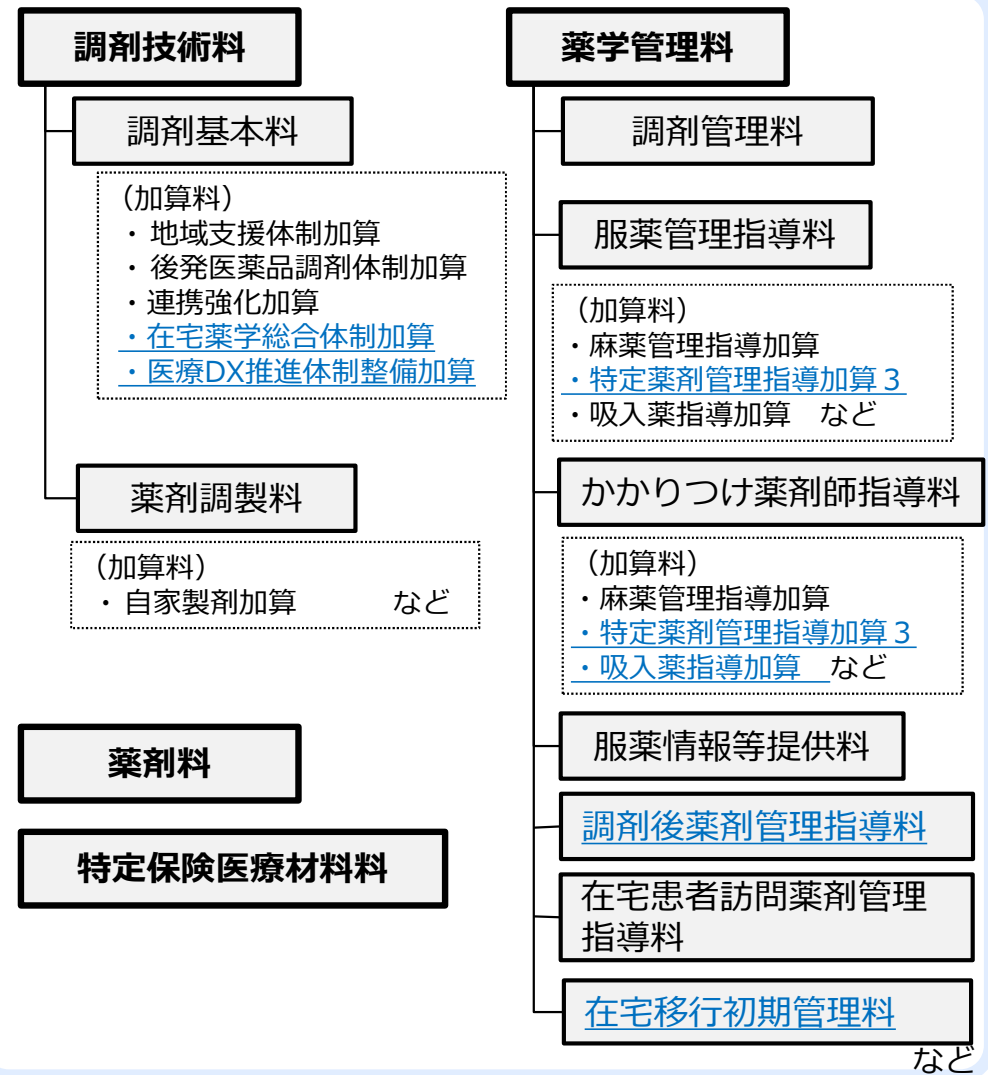 調剤技術料
調剤基本料
（加算料）
・ 地域支援体制加算
・ 後発医薬品調剤体制加算
・連携強化加算
・在宅薬学総合体制加算
・医療DX推進体制整備加算
薬剤調製料
（加算料）
・ 自家製剤加算　　　　など
薬剤料
特定保険医療材料料
薬学管理料
調剤管理料
服薬管理指導料
（加算料）
・麻薬管理指導加算
・特定薬剤管理指導加算３
・吸入薬指導加算　など
かかりつけ薬剤師指導料
（加算料）
・麻薬管理指導加算
・特定薬剤管理指導加算３
・吸入薬指導加算　など
服薬情報等提供料
調剤後薬剤管理指導料
在宅患者訪問薬剤管理
指導料
在宅移行初期管理料
など